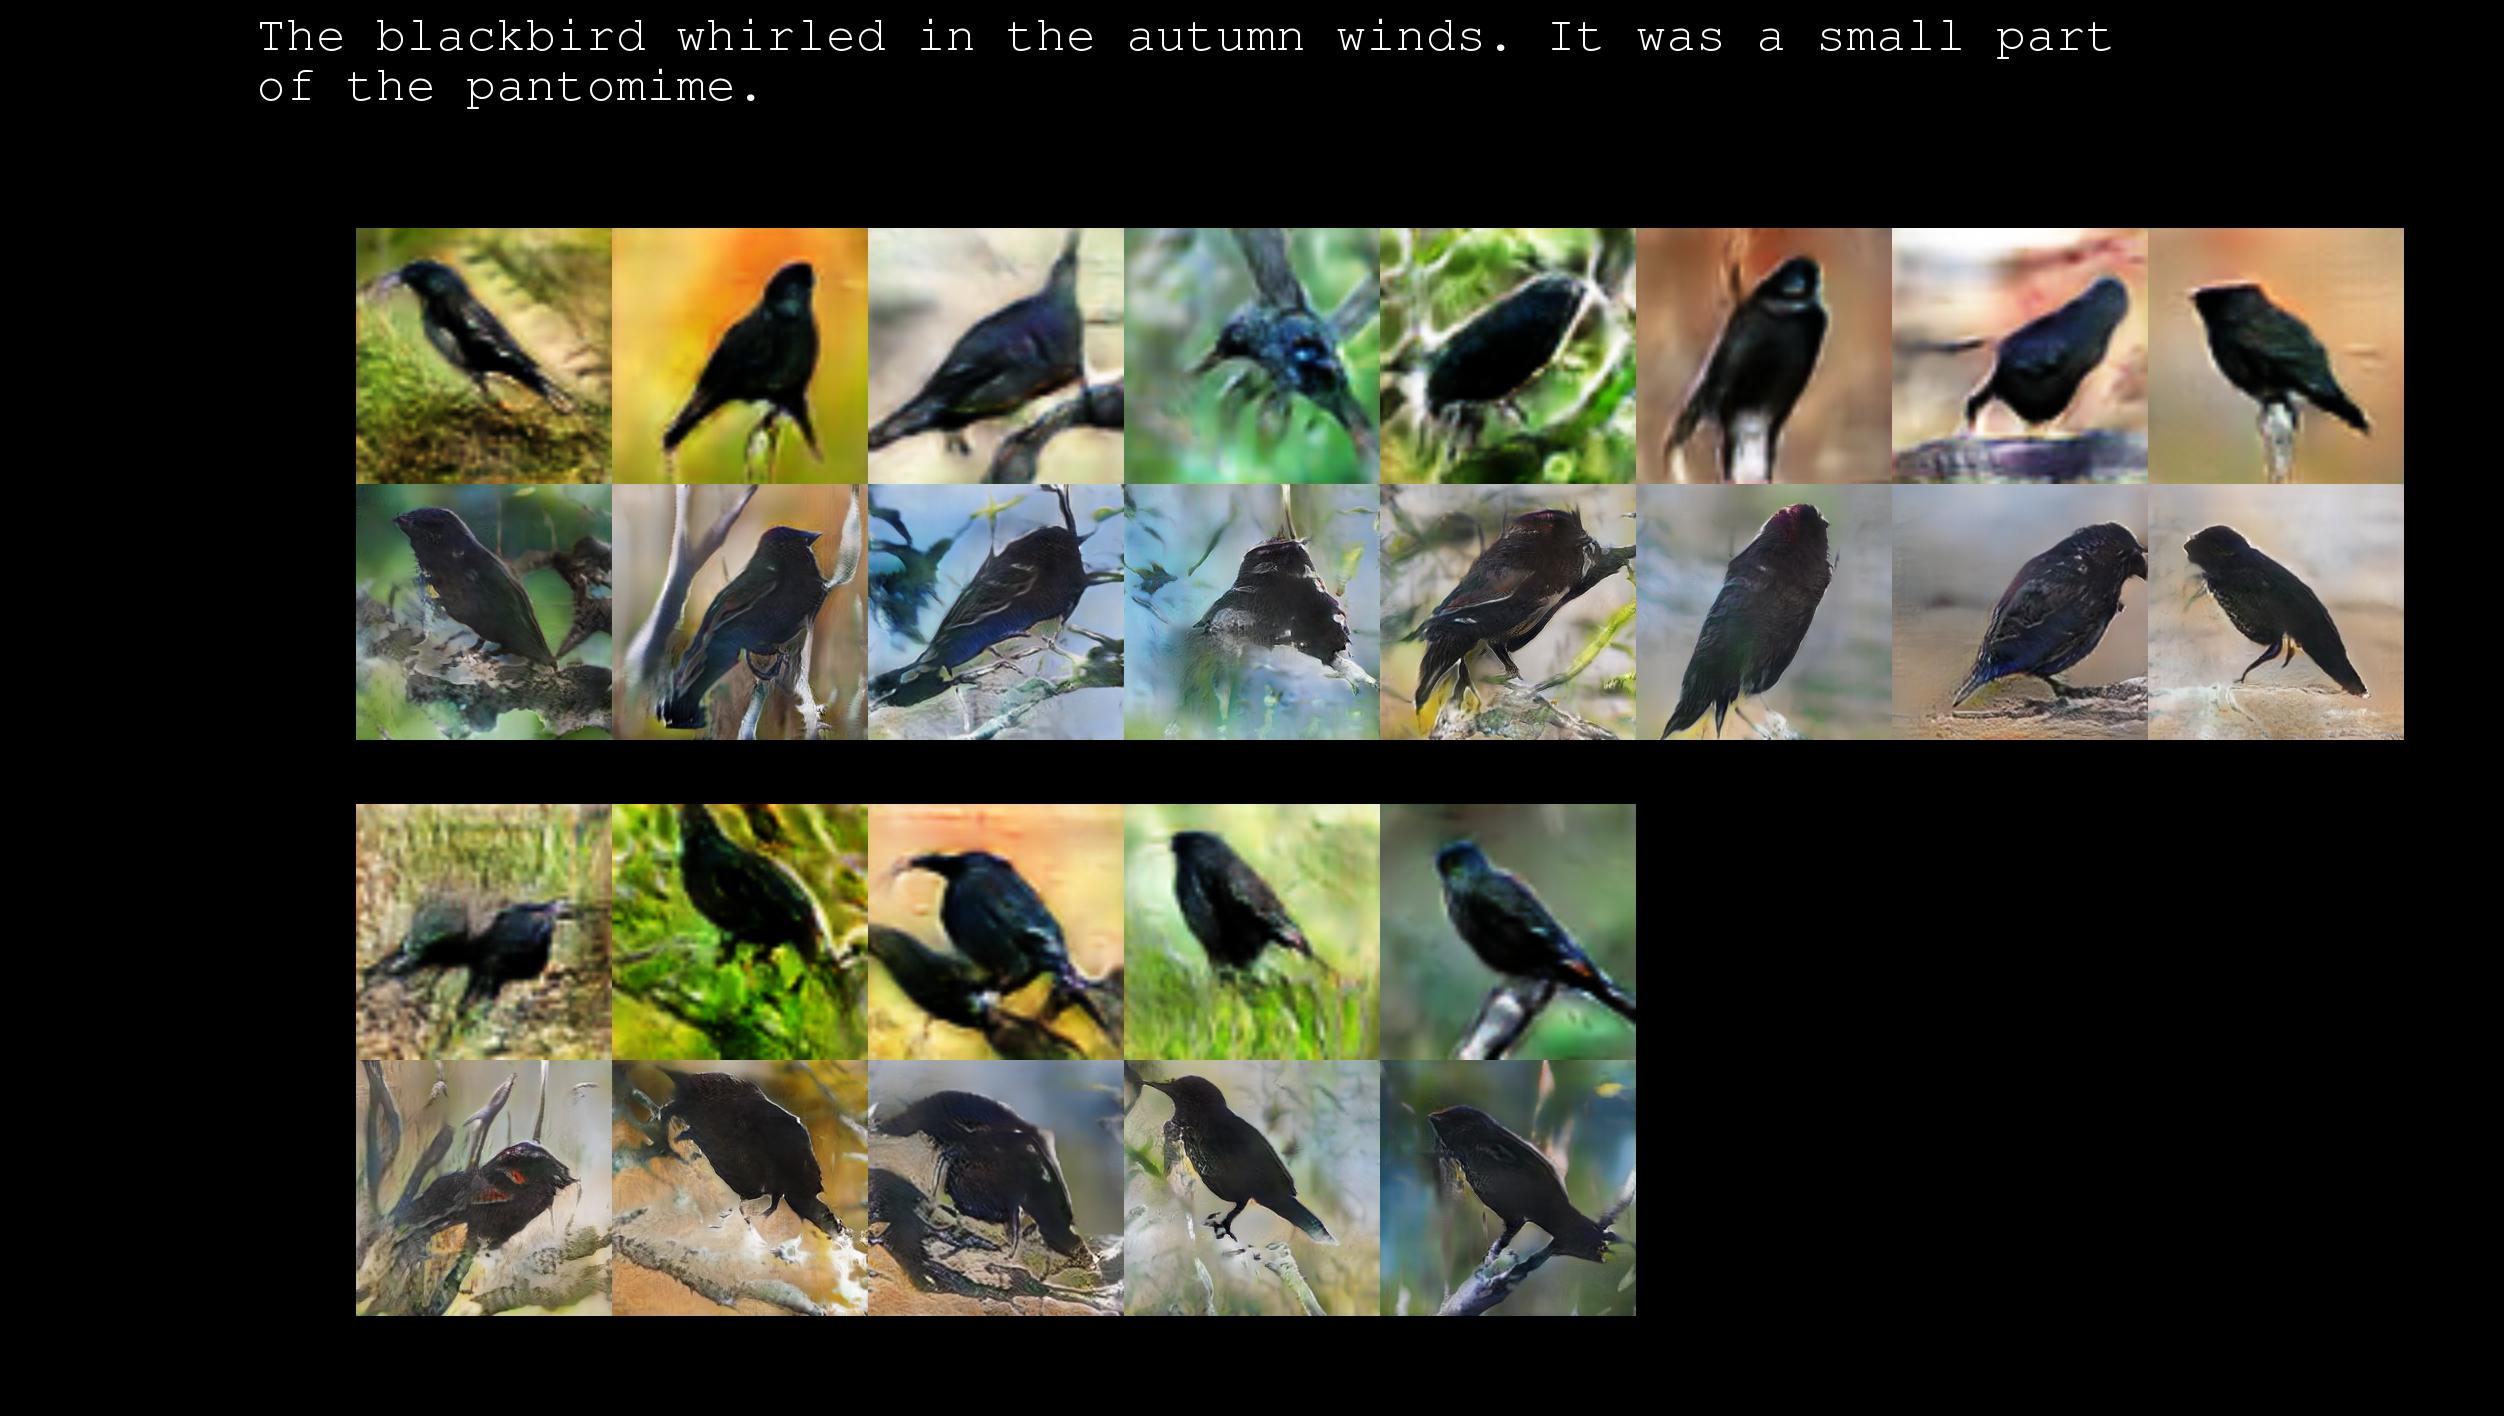 The blackbird whirled in the autumn winds. It was a small part
of the pantomime.